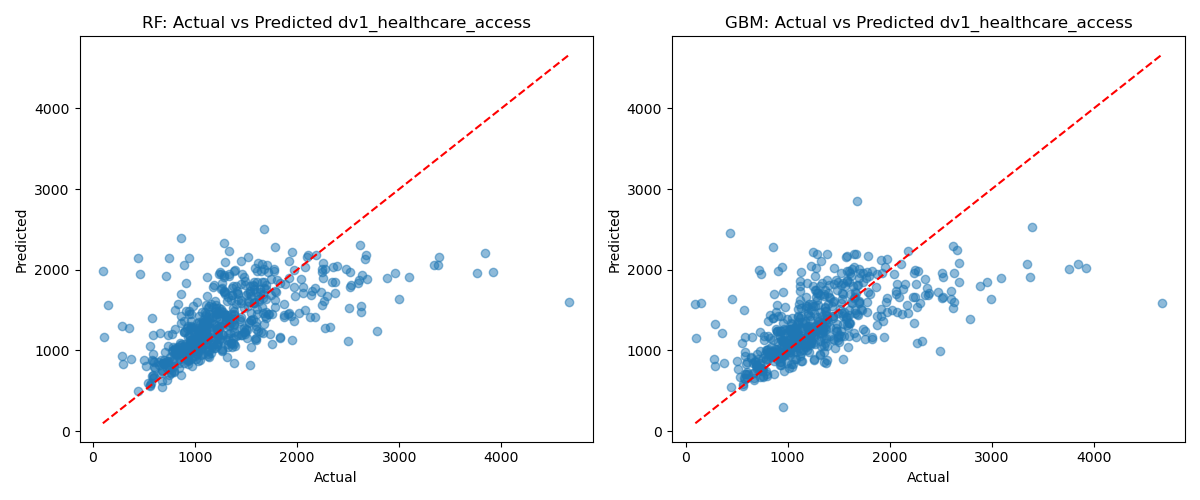 RF: Actual vs Predicted dv1_healthcare_access
4000
3000
2000
1000
0
Predicted
0 1000 2000 3000 4000
Actual
GBM: Actual vs Predicted dv1_healthcare_access
4000
3000
2000
1000
0
Predicted
0 1000 2000 3000 4000
Actual